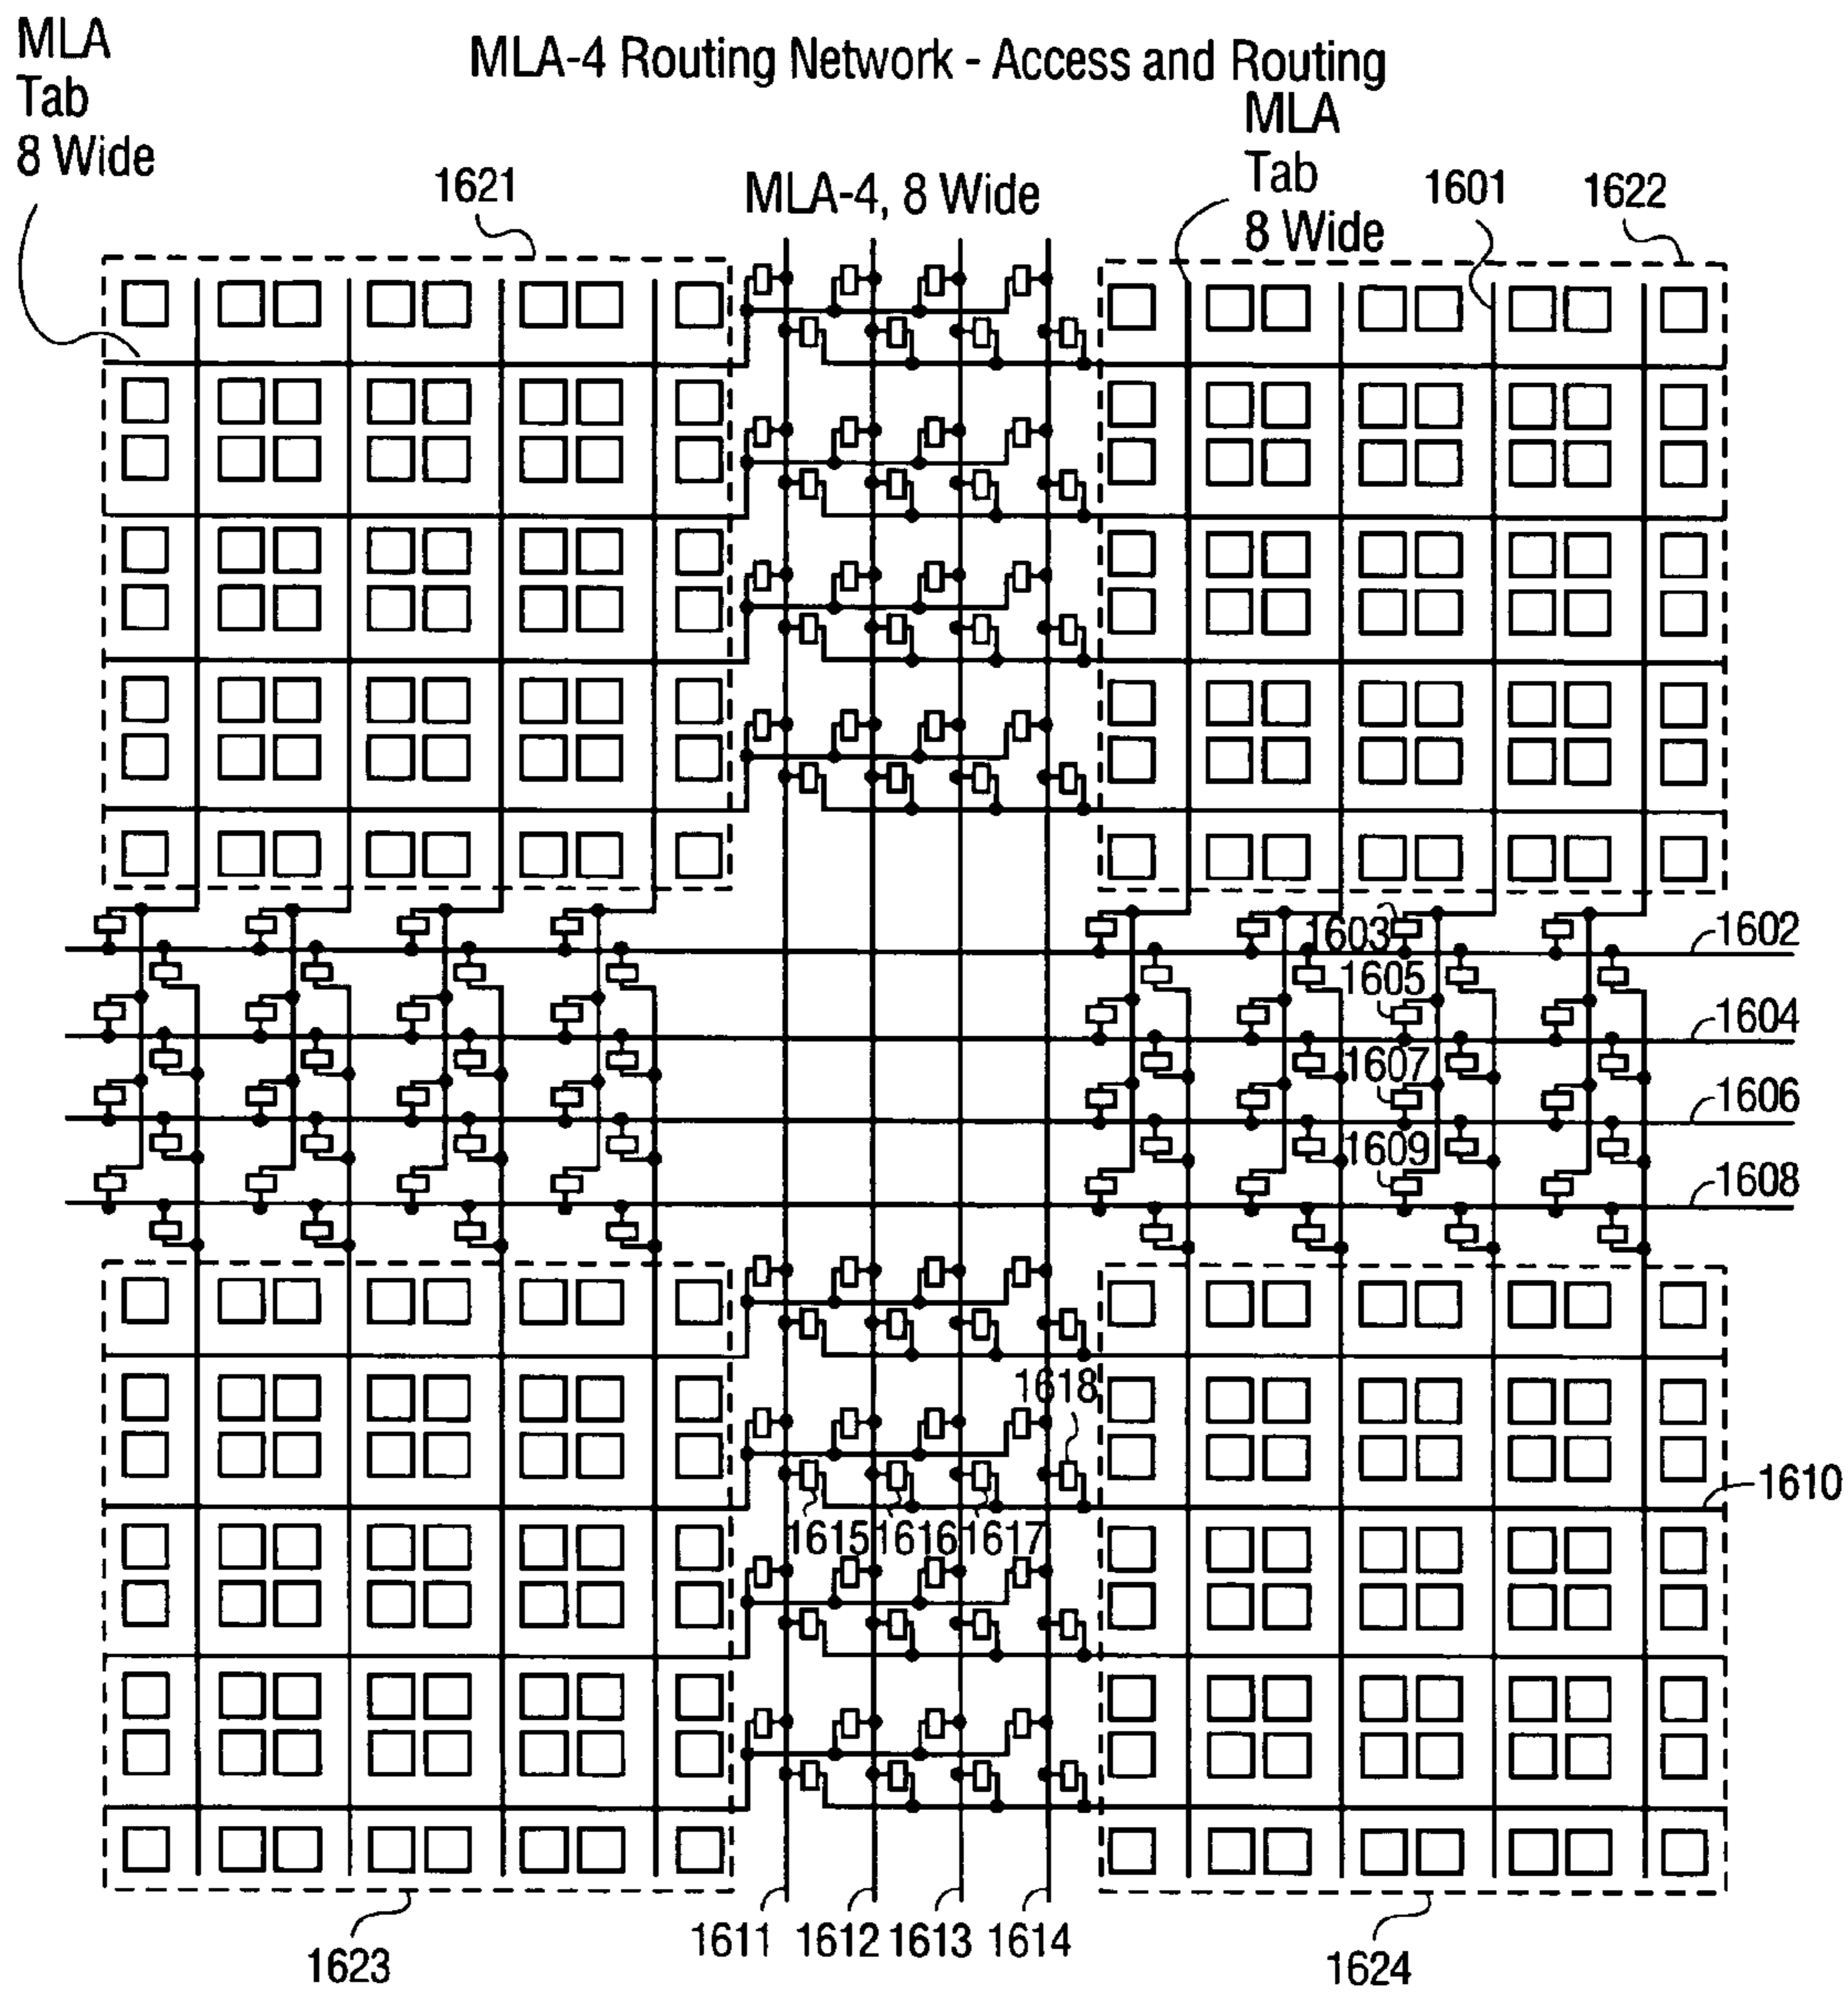 MLA
Tab
8 Wide
MLA-4 Routing Network - Access and Routing
MLA
Tab
8 Wide
1621
MLA-4, 8 Wide
1601
1622
1603
1602
1605
1604
1607
1606
1609
1608
1618
1610
1615
1616
1617
1611
1612
1613
1614
1623
1624